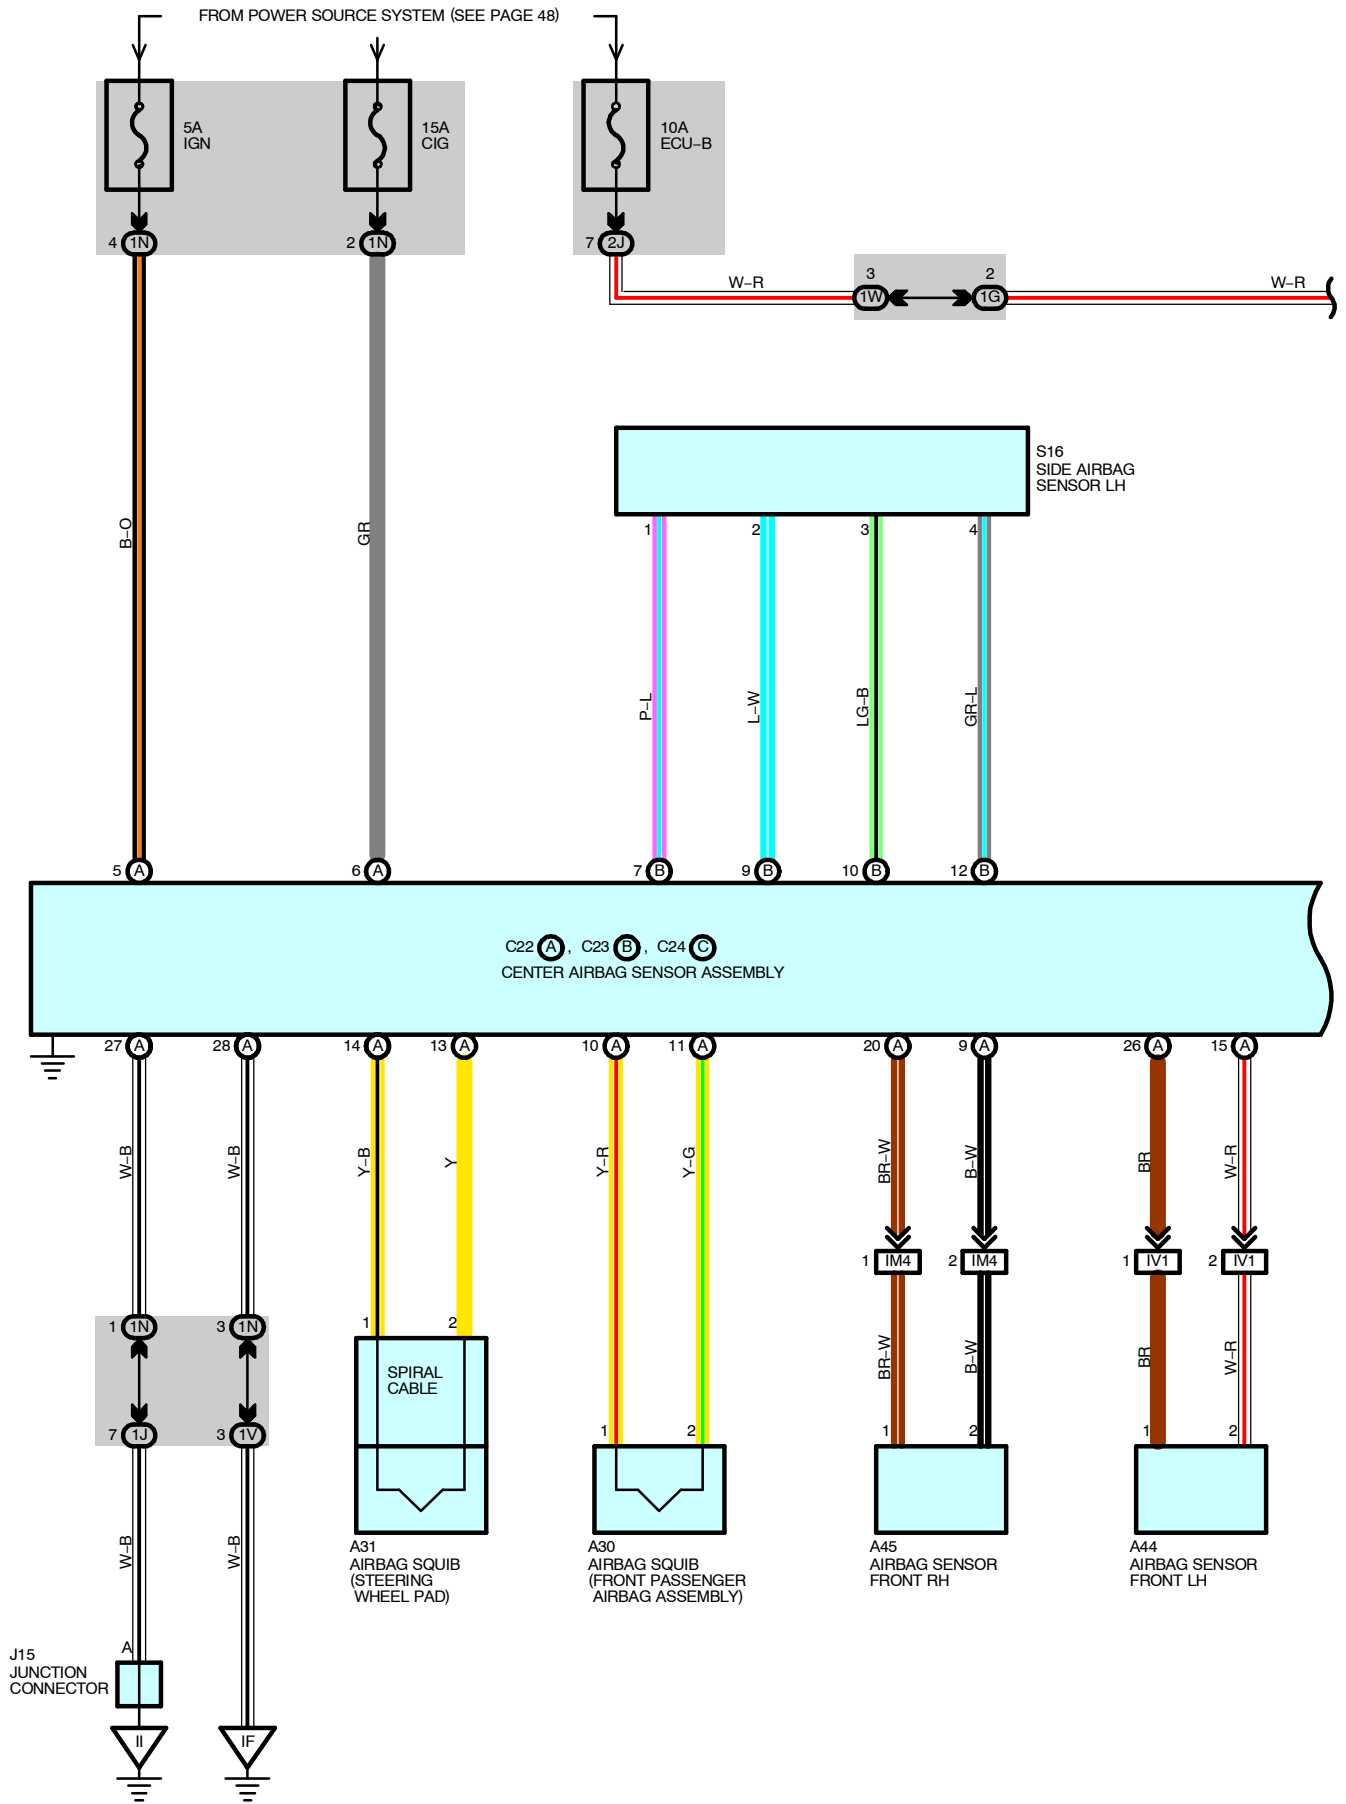 FROM POWER SOURCE SYSTEM (SEE PAGE 48)
5A
IGN
15A
CIG
10A
ECU-B
4 1N
2 1N
7 2J
W-R
3
1W
2
1G
W-R
S16
SIDE AIRBAG
SENSOR LH
1
2
3
4
B-O
GR
P-L
L-W
LG-B
GR-L
5 A
6 A
7 B
9 B
10 B
12 B
C22 A , C23 B , C24 C
CENTER AIRBAG SENSOR ASSEMBLY
27 A
28 A
14 A
13 A
10 A
11 A
20 A
9 A
26 A
15 A
W-B
W-B
Y-B
Y
Y-R
Y-G
BR-W
B-W
BR
W-R
1 IM4
2 IM4
1 IV1
2 IV1
1 1N
3 1N
1
2
SPIRAL
CABLE
BR-W
B-W
BR
W-R
7 1J
3 1V
1
2
1
2
1
2
W-B
W-B
A31
AIRBAG SQUIB
(STEERING
WHEEL PAD)
A30
AIRBAG SQUIB
(FRONT PASSENGER
AIRBAG ASSEMBLY)
A45
AIRBAG SENSOR
FRONT RH
A44
AIRBAG SENSOR
FRONT LH
A
J15
JUNCTION
CONNECTOR
II
IF